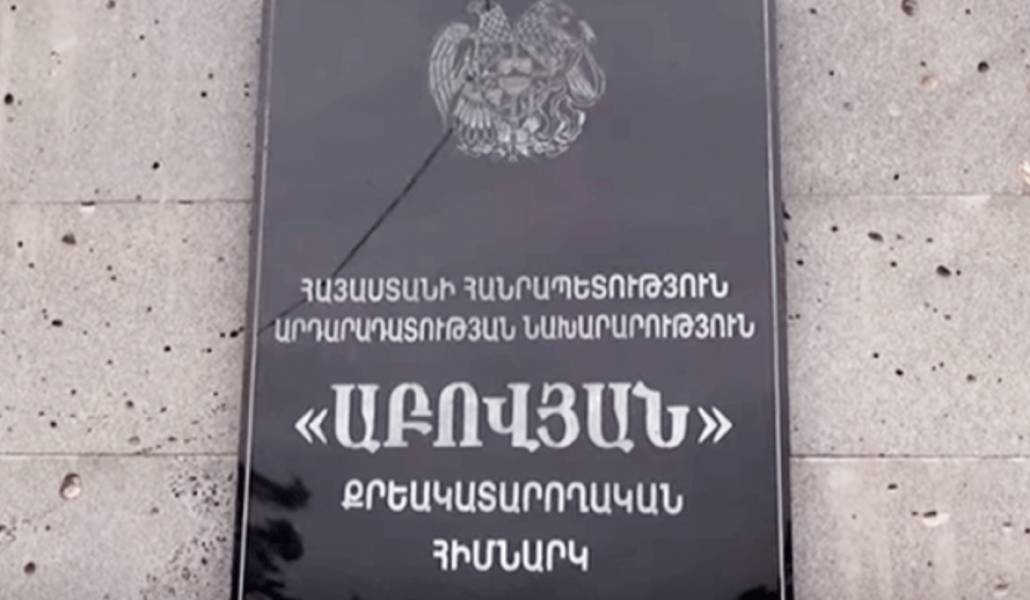 ՀԱՅԱՍՏԱՆԻ ՀԱՆՐԱՊԵՏՈՒԹՅՈՒՆ
ԱՐԴԱՐԱԴԱՏՈՒԹՅԱՆ ՆԱԽԱՐԱՐՈՒԹՅՈՒՆ
«ԱԲՈՎՅԱՆ»
ՔՐԵԱԿԱՏԱՐՈՂԱԿԱՆ
ՀԻՄՆԱՐԿ